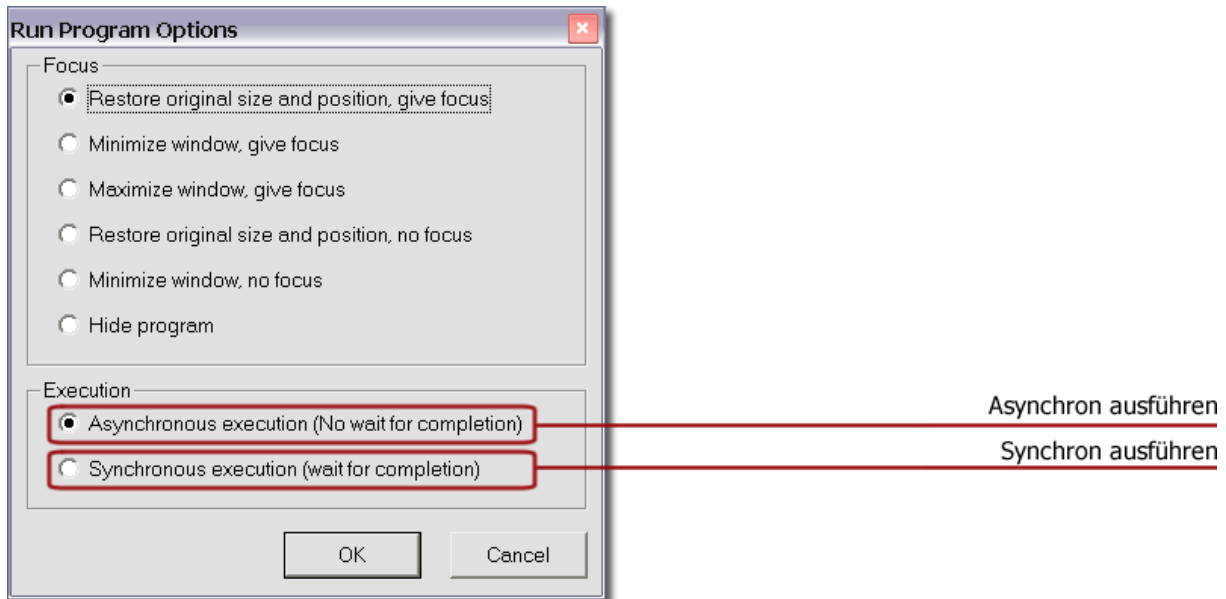 Run Program Options
Focus
Restore original size and position, give focus
Minimize window, give focus
Maximize window, give focus
Restore original size and position, no focus
Minimize window, no focus
Hide program
Execution
Asynchronous execution (No wait for completion)
Asynchron ausführen
Synchronous execution (wait for completion)
Synchron ausführen
OK
Cancel